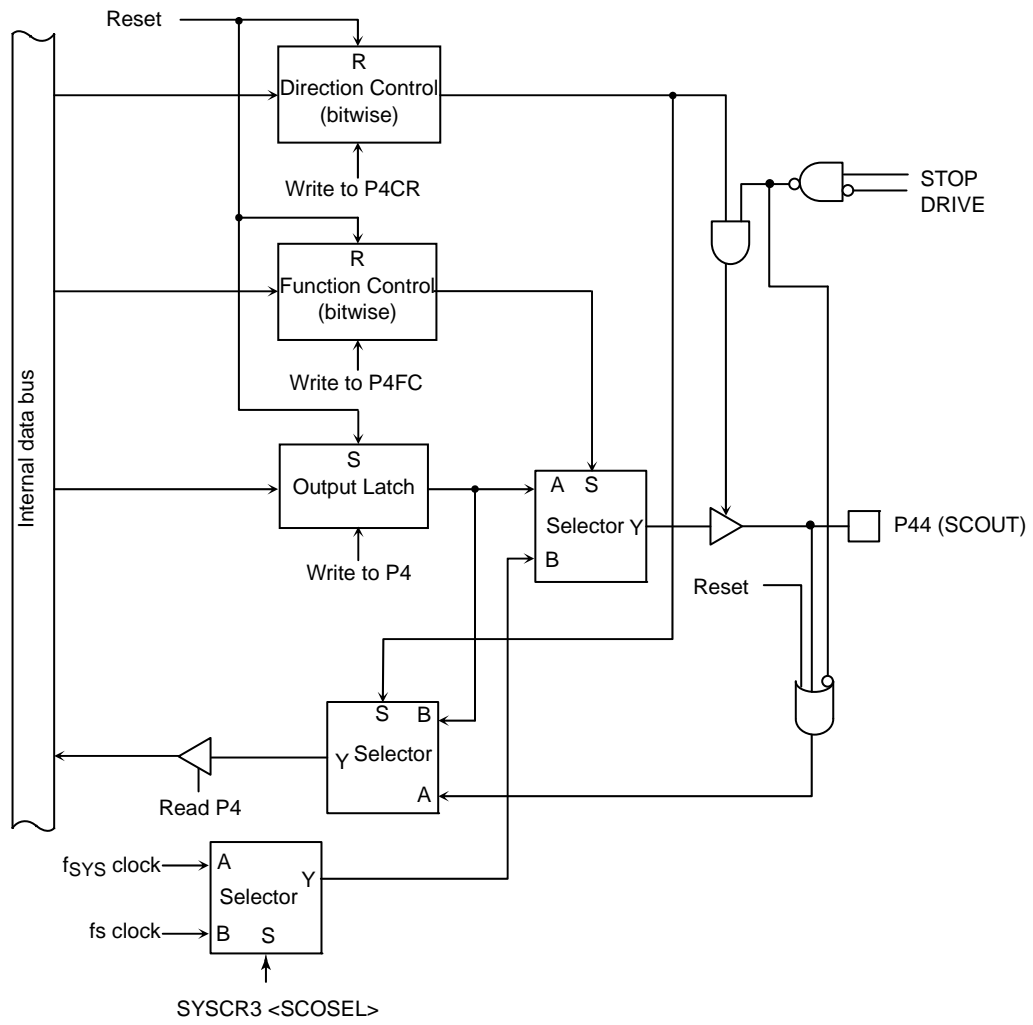 Reset
R
Direction Control
(bitwise)
Write to P4CR
STOP
DRIVE
R
Function Control
(bitwise)
Write to P4FC
Internal data bus
S
Output Latch
Write to P4
A S
Selector Y
B
P44 (SCOUT)
Reset
S B
Y Selector
A
Read P4
fSYS clock
A
Y
Selector
fs clock
B S
SYSCR3 <SCOSEL>